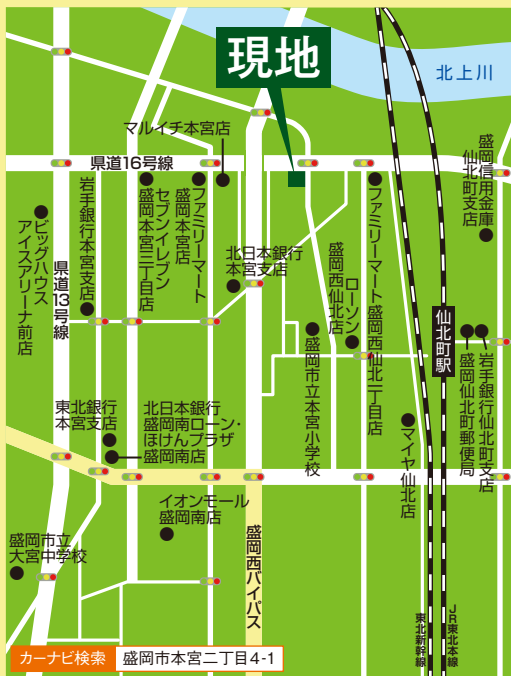 現地
北上川
マルイチ本宮店
県道16号線
盛岡信用金庫
仙北町支店
ビッグハウス
アイスアリーナ前店
県道13号線
岩手銀行本宮支店
セブンイレブン
盛岡本宮三丁目店
ファミリーマート
盛岡本宮店
北日本銀行
本宮支店
盛岡市立本宮小学校
ローソン
盛岡西仙北店
ファミリーマート盛岡西仙北一丁目店
仙北町駅
岩手銀行仙北町支店
盛岡仙北町郵便局
マイヤ仙北店
東北銀行
本宮支店
北日本銀行
盛岡南ローン・
ほけんプラザ
盛岡南店
イオンモール
盛岡南店
盛岡西バイパス
盛岡市立
大宮中学校
JR東北本線
東北新幹線
カーナビ検索 盛岡市本宮二丁目4-1